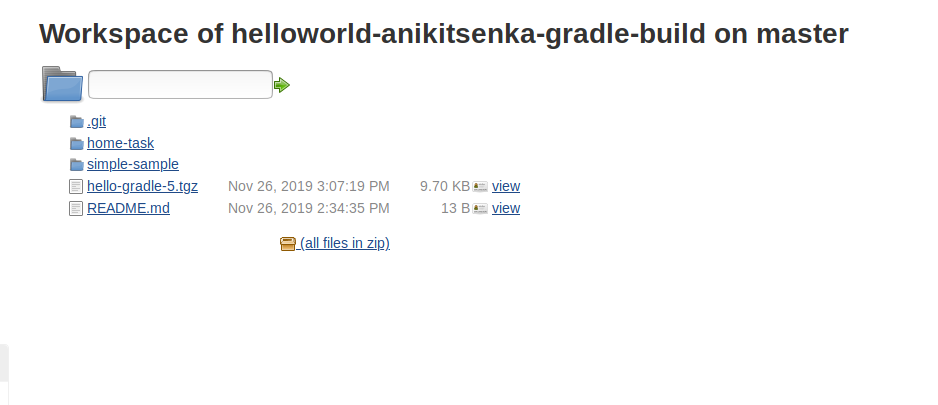 Workspace of helloworld-anikitsenka-gradle-build on master
.git
home-task
simple-sample
hello-gradle-5.tgz Nov 26, 2019 3:07:19 PM 9.70 KB view
README.md Nov 26, 2019 2:34:35 PM 13 B view
(all files in zip)